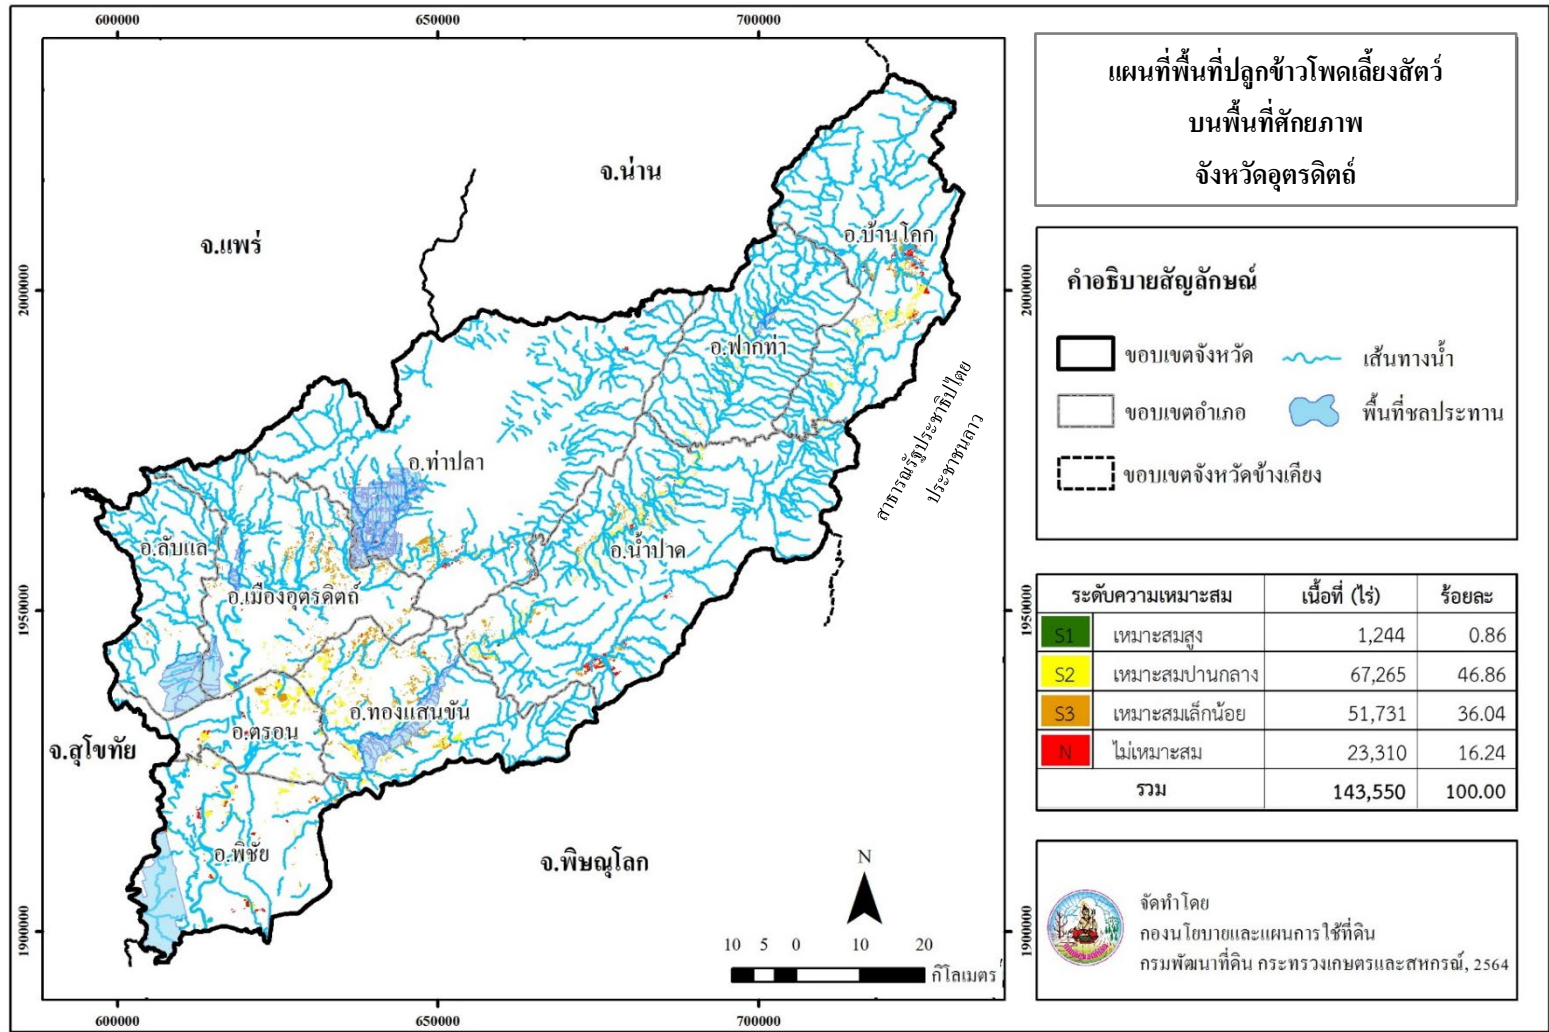 600000 650000 700000
แผนที่พื้นที่ปลูกข้าวโพดเลี้ยงสัตว์
บนพื้นที่ศักยภาพ
จังหวัดอุตรดิตถ์
จ.น่าน
จ.แพร่
อ.บ้านโคก
2000000
2000000
อ.ฟากท่า
สาธารณรัฐประชาธิปไตย
ประชาชนลาว
อ.ท่าปลา
อ.ลับแล
อ.น้ำปาด
อ.เมืองอุตรดิตถ์
1950000
1950000
อ.ทองแสนขัน
อ.ตรอน
จ.สุโขทัย
อ.พิชัย
จ.พิษณุโลก
N
1900000
1900000
10 5 0 10 20
กิโลเมตร
600000 650000 700000
คำอธิบายสัญลักษณ์
ขอบเขตจังหวัด เส้นทางน้ำ
ขอบเขตอำเภอ พื้นที่ชลประทาน
ขอบเขตจังหวัดข้างเคียง
ระดับความเหมาะสม เนื้อที่ (ไร่) ร้อยละ
S1 เหมาะสมสูง 1,244 0.86
S2 เหมาะสมปานกลาง 67,265 46.86
S3 เหมาะสมเล็กน้อย 51,731 36.04
N ไม่เหมาะสม 23,310 16.24
รวม 143,550 100.00
จัดทำโดย
กองนโยบายและแผนการใช้ที่ดิน
กรมพัฒนาที่ดิน กระทรวงเกษตรและสหกรณ์, 2564